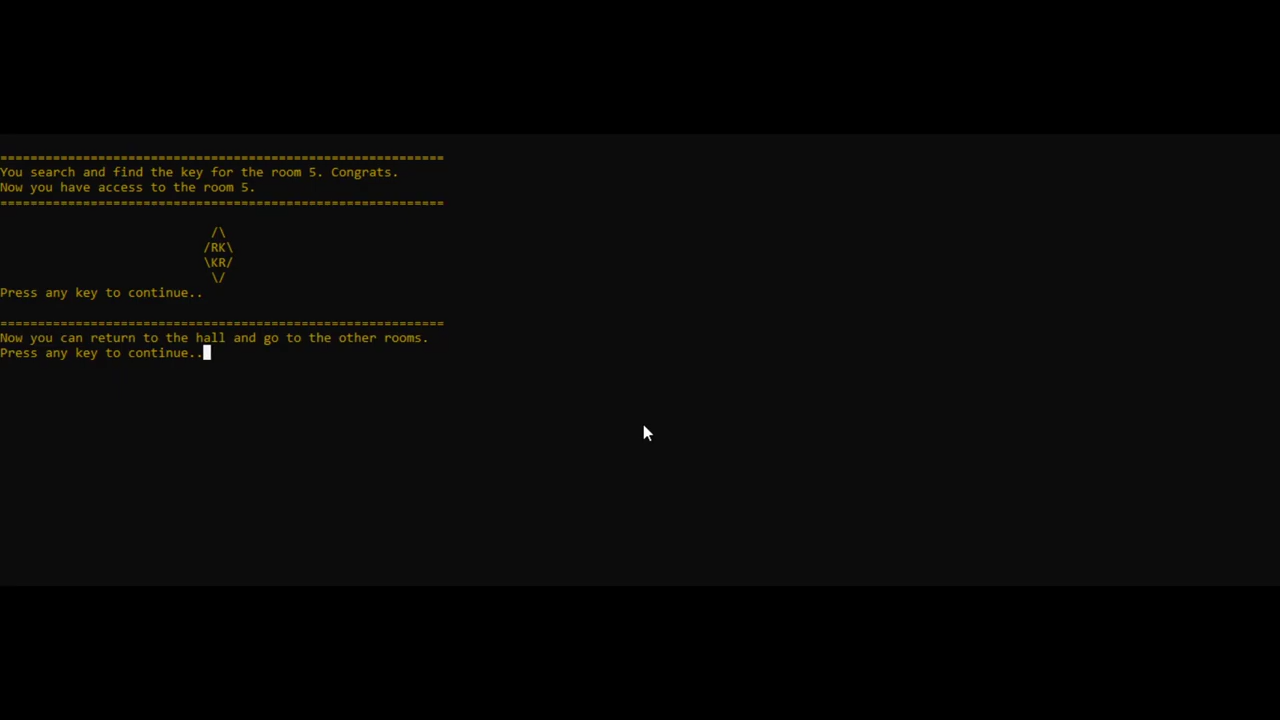 ===========================================================
You search and find the key for the room 5. Congrats.
Now you have access to the room 5.
===========================================================
/\
/RK\
\KR/
\/
Press any key to continue..
===========================================================
Now you can return to the hall and go to the other rooms.
Press any key to continue..